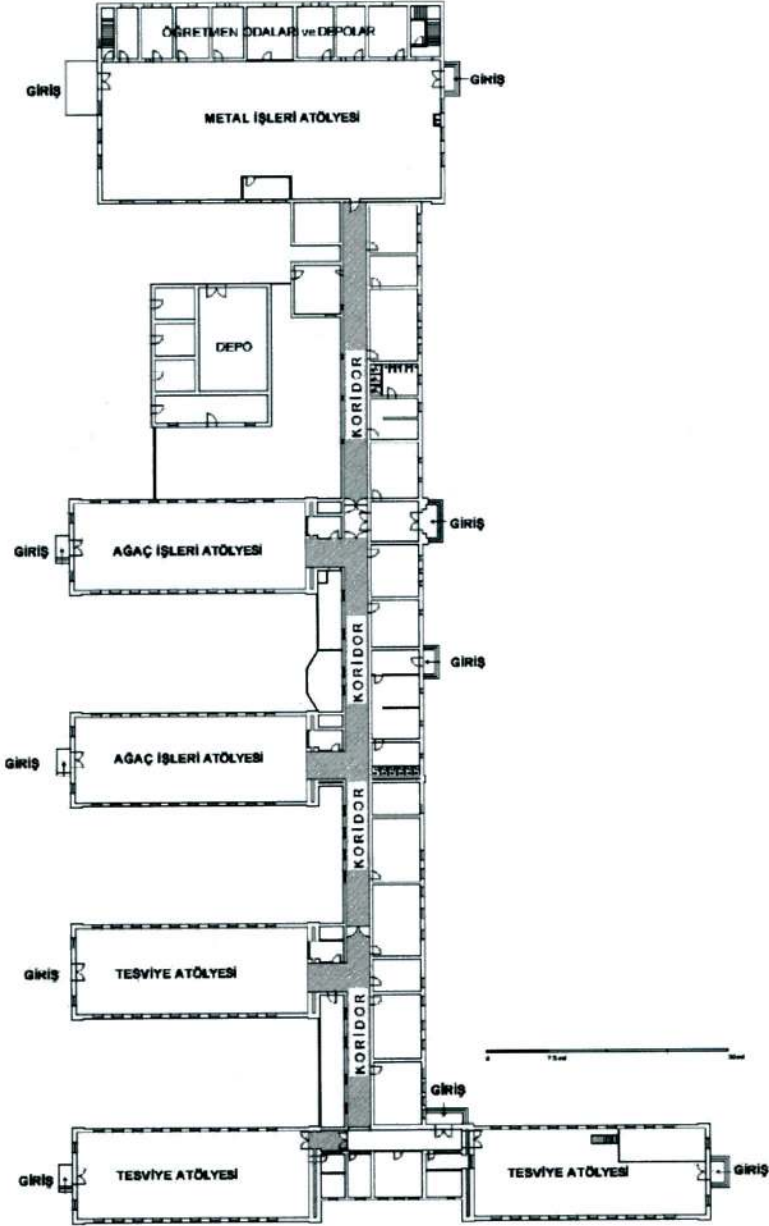 ÖĞRETMEN ODALARI ve DEPOLAR
GİRİŞ
GİRİŞ
METAL İŞLERİ ATÖLYESİ
DEPO
KORİDOR
GİRİŞ
AĞAÇ İŞLERİ ATÖLYESİ
GİRİŞ
KORİDOR
GİRİŞ
GİRİŞ
AĞAÇ İŞLERİ ATÖLYESİ
KORİDOR
GİRİŞ
TESVİYE ATÖLYESİ
KORİDOR
GİRİŞ
GİRİŞ
TESVİYE ATÖLYESİ
TESVİYE ATÖLYESİ
GİRİŞ